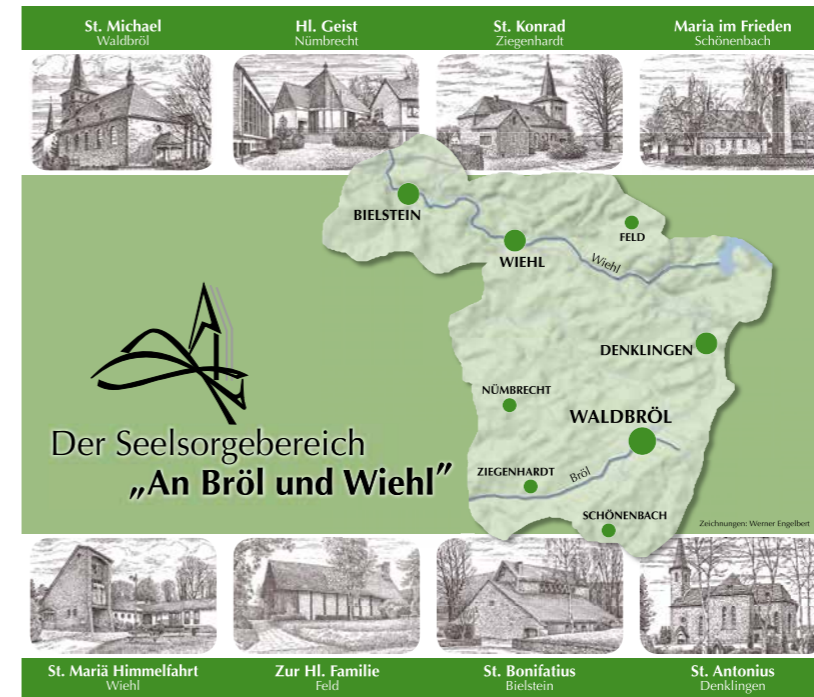 St. Michael
Waldbröl
Hl. Geist
Nümbrecht
St. Konrad
Ziegenhardt
Maria im Frieden
Schönenbach
BIELSTEIN
FELD
WIEHL
Wiehl
DENKLINGEN
NÜMBRECHT
WALDBRÖL
Der Seelsorgebereich
„An Bröl und Wiehl“
ZIEGENHARDT
Bröl
SCHÖNENBACH
Zeichnungen: Werner Engelbert
St. Mariä Himmelfahrt
Wiehl
Zur Hl. Familie
Feld
St. Bonifatius
Bielstein
St. Antonius
Denklingen